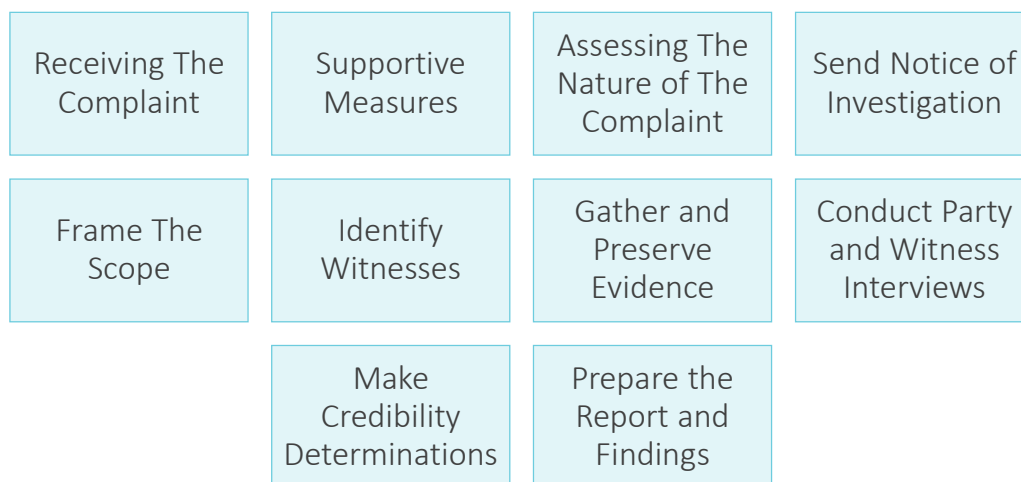 Receiving The
Complaint
Supportive
Measures
Assessing The
Nature of The
Complaint
Send Notice of
Investigation
Frame The
Scope
Identify
Witnesses
Gather and
Preserve
Evidence
Conduct Party
and Witness
Interviews
Make
Credibility
Determinations
Prepare the
Report and
Findings